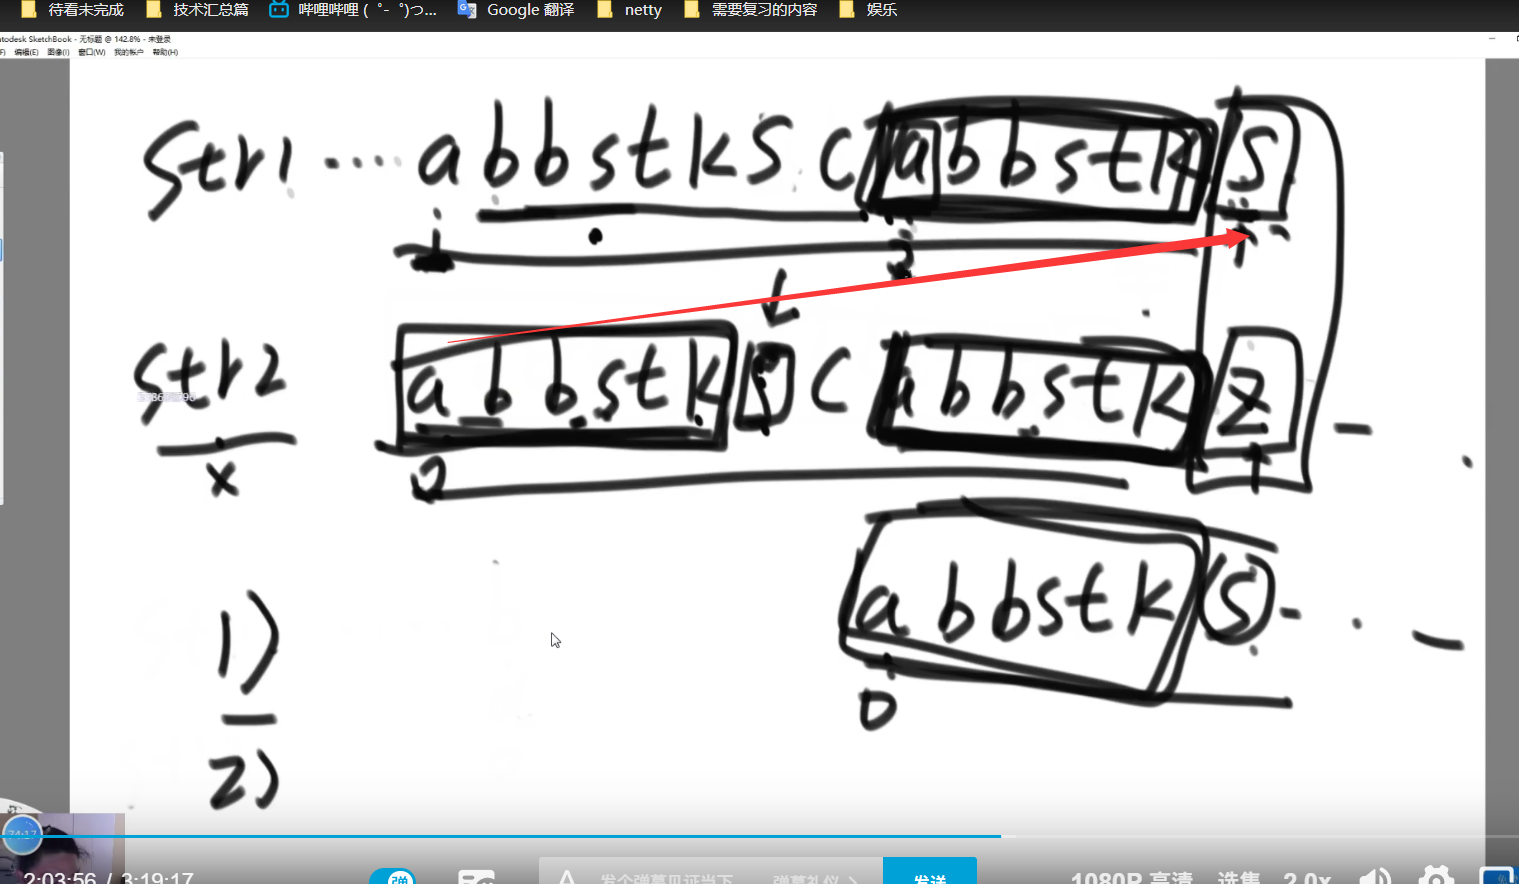 待看未完成 技术汇总篇 哔哩哔哩 ( ゜- ゜)つ... Google 翻译 netty 需要复习的内容 娱乐
utodesk SketchBook - 无标题 @ 142.8% - 未登录
编辑(E) 图像(I) 窗口(W) 我的帐户 帮助(H)
str1 ···· a b b s t k s c a b b s t k s
i
str2 a b b s t k s c a b b s t k z
x 0
a b b s t k s
0
1)
2)
74:17
2:03:56 / 3:19:17 弹 发个弹幕见证当下 弹幕礼仪 > 发送 1080P 高清 选集 2.0x